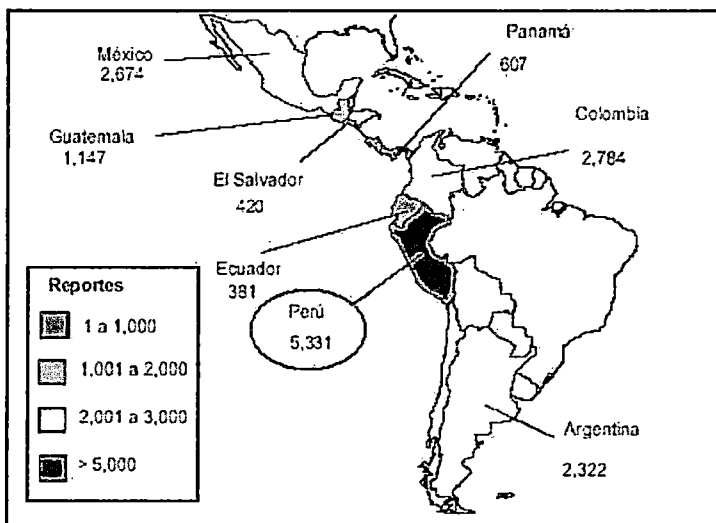 México
2,674
Panamá
607
Guatemala
1,147
Colombia
2,784
El Salvador
420
Ecuador
381
Perú
5,331
Reportes
1 a 1,000
1,001 a 2,000
2,001 a 3,000
> 5,000
Argentina
2,322